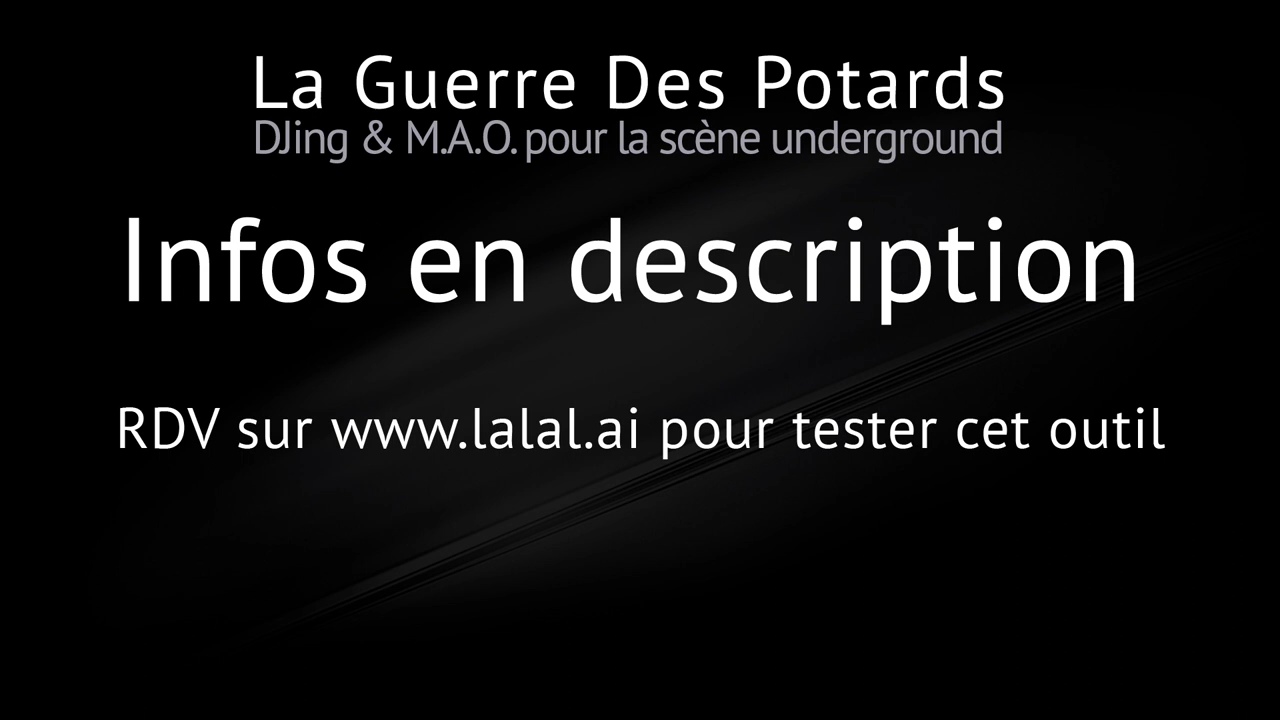 La Guerre Des Potards
DJing & M.A.O. pour la scène underground
Infos en description
RDV sur www.lalal.ai pour tester cet outil